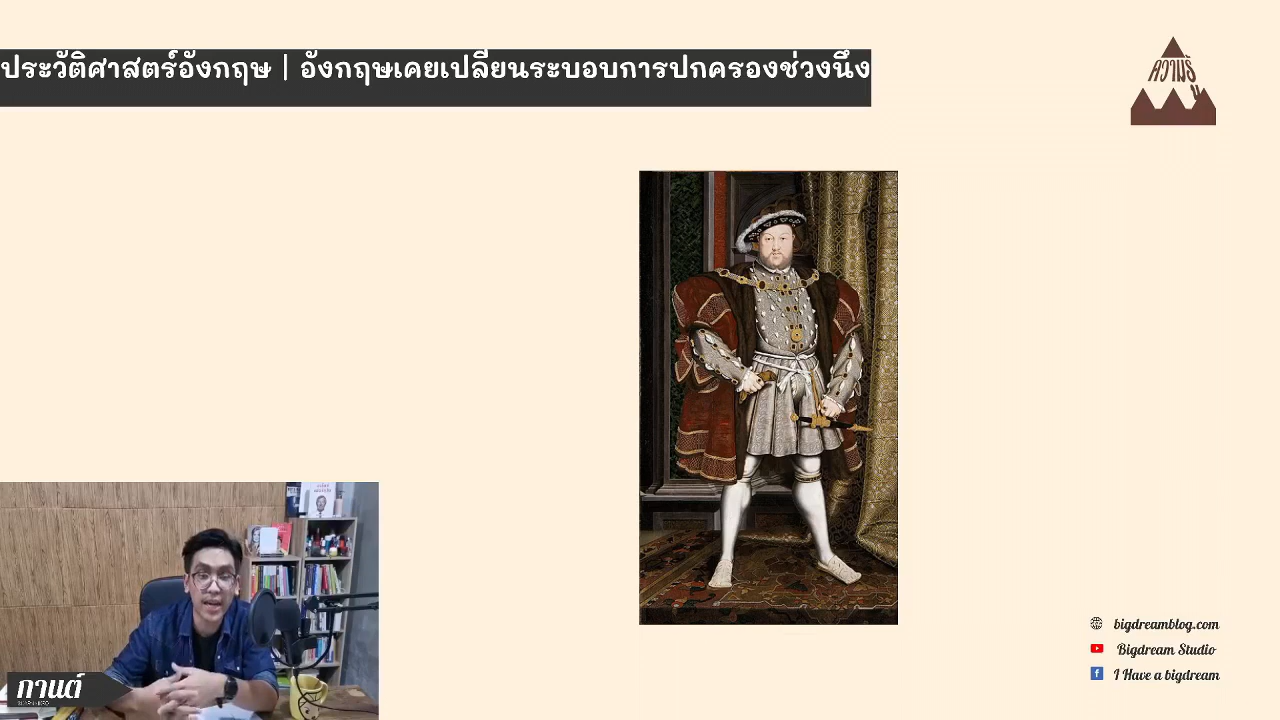 ประวัติศาสตร์อังกฤษ | อังกฤษเคยเปลี่ยนระบอบการปกครองช่วงนึง
ความรู้
bigdreamblog.com
Bigdream Studio
I Have a bigdream
กานต์